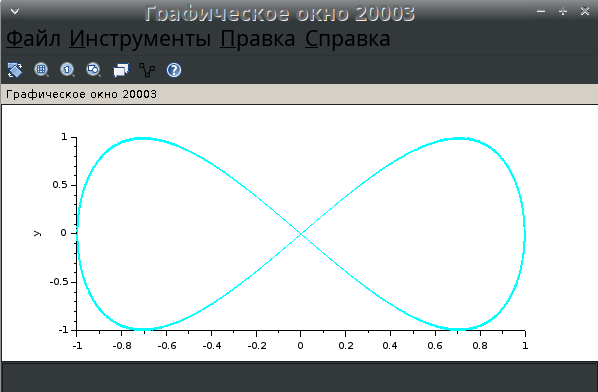 Графическое окно 20003
Файл Инструменты Правка Справка
Графическое окно 20003
1
0.5
y
0
-0.5
-1
-1 -0.8 -0.6 -0.4 -0.2 0 0.2 0.4 0.6 0.8 1